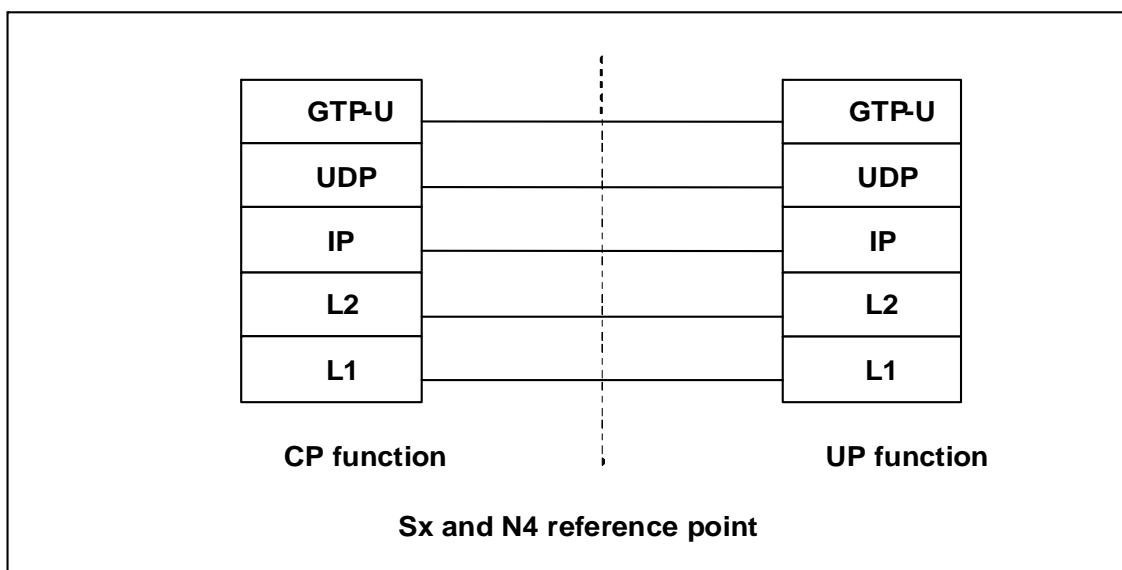 GTP-U GTP-U
UDP UDP
IP IP
L2 L2
L1 L1
CP function UP function
Sx and N4 reference point